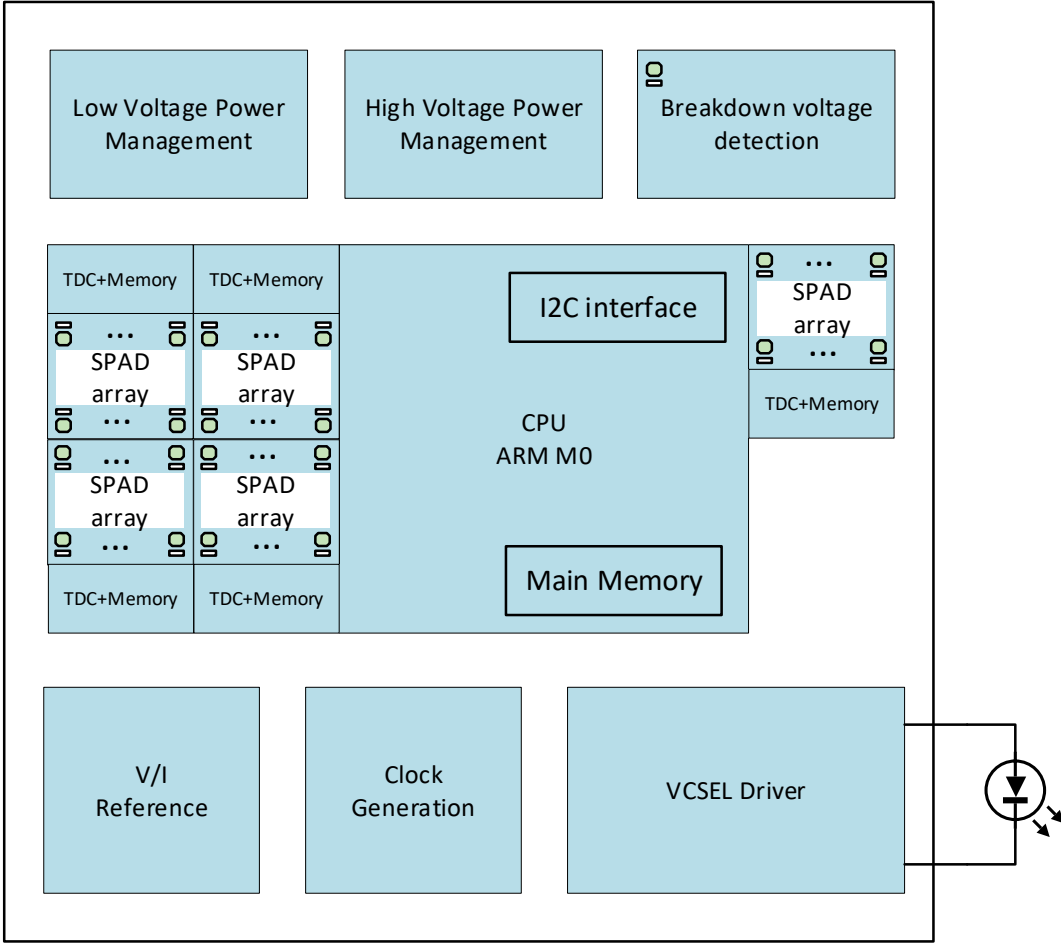 Low Voltage Power
Management
High Voltage Power
Management
Breakdown voltage
detection
TDC+Memory
TDC+Memory
...
SPAD
array
...
...
SPAD
array
...
...
SPAD
array
...
...
SPAD
array
...
TDC+Memory
TDC+Memory
I2C interface
CPU
ARM M0
Main Memory
...
SPAD
array
...
TDC+Memory
V/I
Reference
Clock
Generation
VCSEL Driver